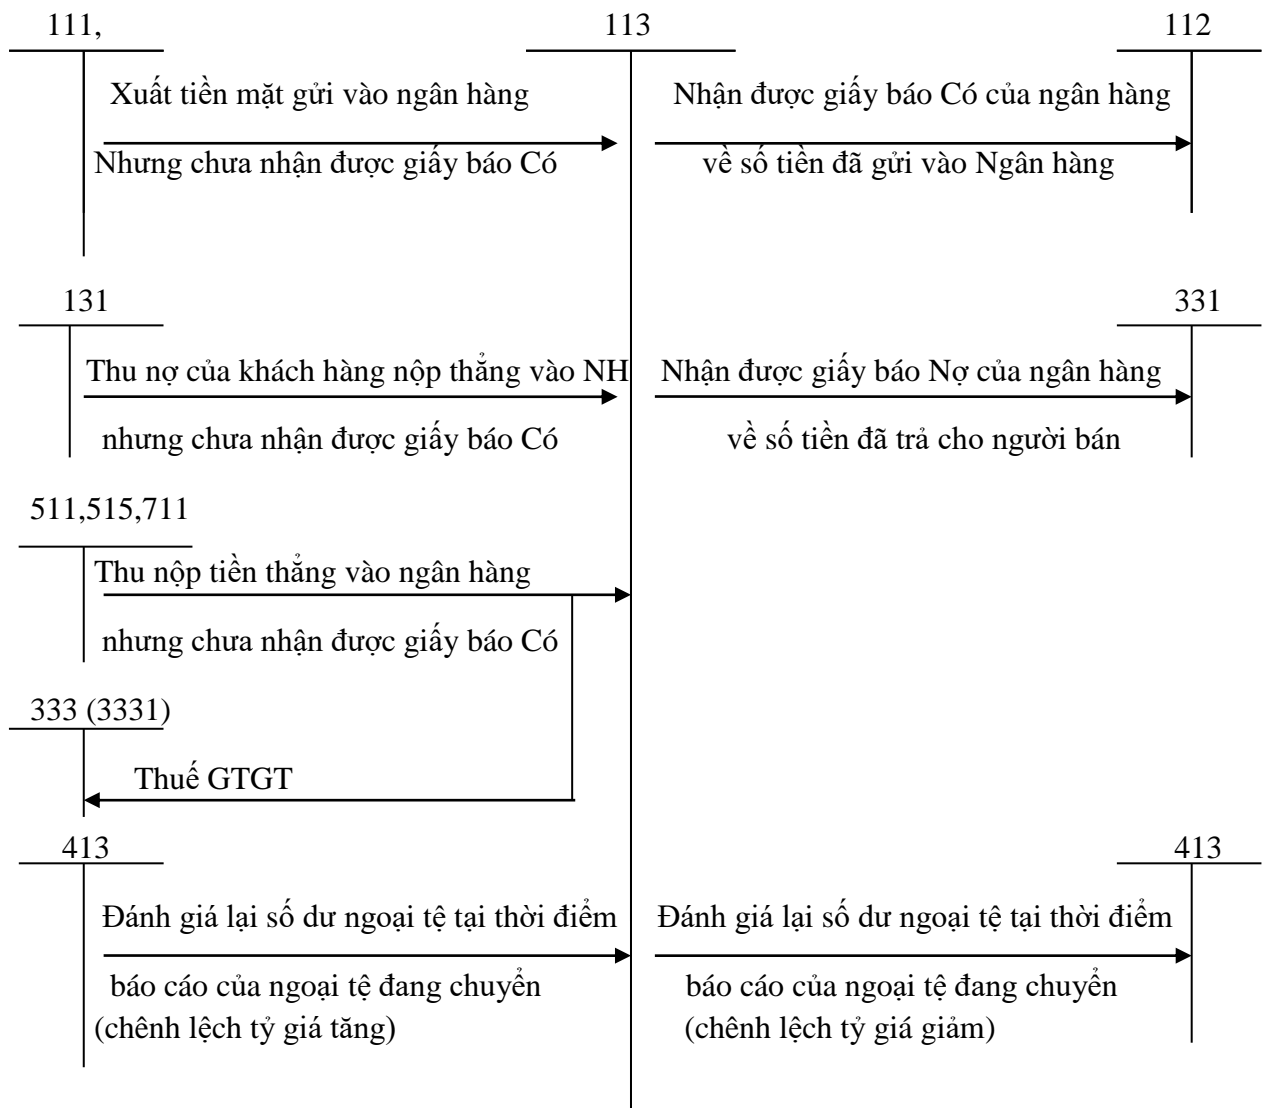 111,
113
112
Xuất tiền mặt gửi vào ngân hàng
Nhận được giấy báo Có của ngân hàng
Nhưng chưa nhận được giấy báo Có
về số tiền đã gửi vào Ngân hàng
131
331
Thu nợ của khách hàng nộp thẳng vào NH
Nhận được giấy báo Nợ của ngân hàng
nhưng chưa nhận được giấy báo Có
về số tiền đã trả cho người bán
511,515,711
Thu nộp tiền thẳng vào ngân hàng
nhưng chưa nhận được giấy báo Có
333 (3331)
Thuế GTGT
413
413
Đánh giá lại số dư ngoại tệ tại thời điểm
Đánh giá lại số dư ngoại tệ tại thời điểm
báo cáo của ngoại tệ đang chuyển
báo cáo của ngoại tệ đang chuyển
(chênh lệch tỷ giá tăng)
(chênh lệch tỷ giá giảm)